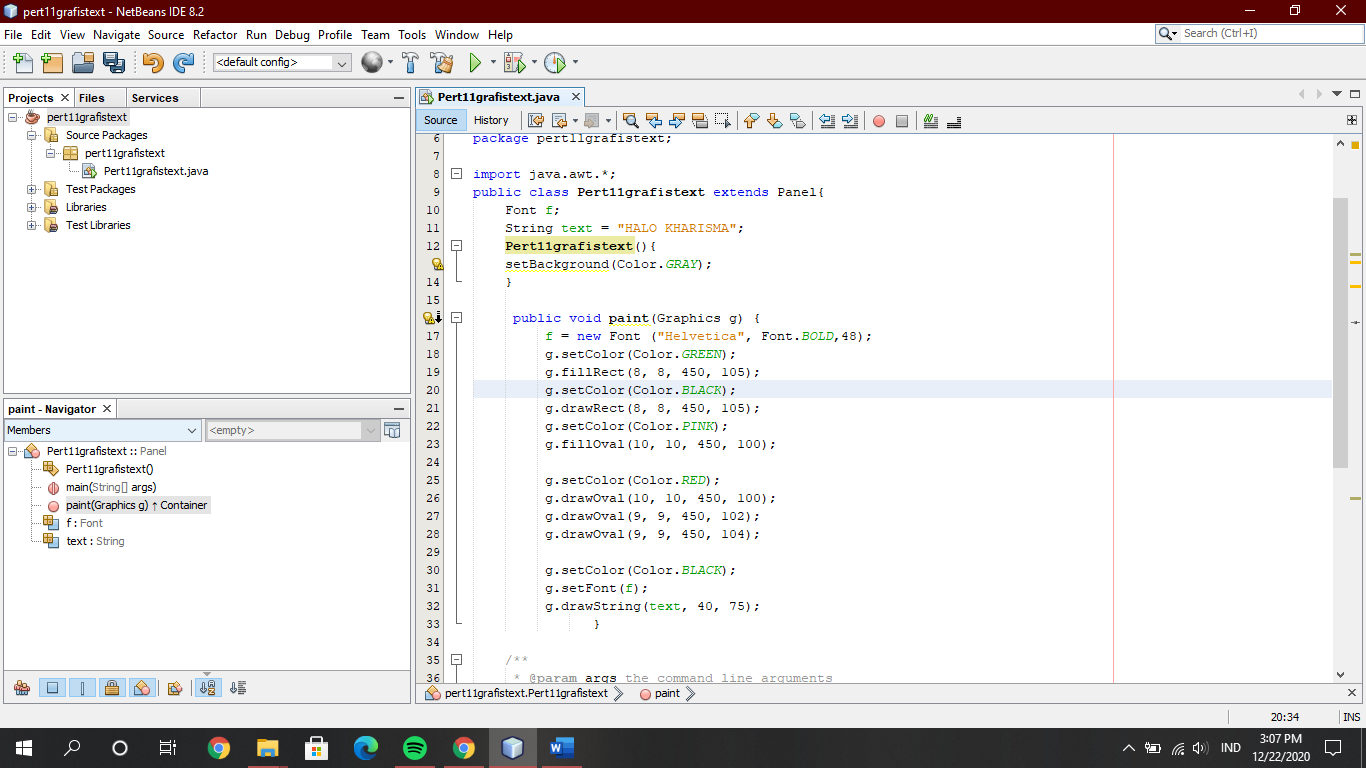 pert11grafistext - NetBeans IDE 8.2
File Edit View Navigate Source Refactor Run Debug Profile Team Tools Window Help
Search (Ctrl+I)
<default config>
Projects Files Services
pert11grafistext
Source Packages
pert11grafistext
Pert11grafistext.java
Test Packages
Libraries
Test Libraries
paint - Navigator
Members <empty>
Pert11grafistext :: Panel
Pert11grafistext()
main(String[] args)
paint(Graphics g) ↑ Container
f : Font
text : String
Pert11grafistext.java
Source History
6 package pert11grafistext;
7
8 import java.awt.*;
9 public class Pert11grafistext extends Panel{
10 Font f;
11 String text = "HALO KHARISMA";
12 Pert11grafistext(){
setBackground(Color.GRAY);
14 }
15
public void paint(Graphics g) {
17 f = new Font ("Helvetica", Font.BOLD,48);
18 g.setColor(Color.GREEN);
19 g.fillRect(8, 8, 450, 105);
20 g.setColor(Color.BLACK);
21 g.drawRect(8, 8, 450, 105);
22 g.setColor(Color.PINK);
23 g.fillOval(10, 10, 450, 100);
24
25 g.setColor(Color.RED);
26 g.drawOval(10, 10, 450, 100);
27 g.drawOval(9, 9, 450, 102);
28 g.drawOval(9, 9, 450, 104);
29
30 g.setColor(Color.BLACK);
31 g.setFont(f);
32 g.drawString(text, 40, 75);
33 }
34
35 /**
36 * @param args the command line arguments
pert11grafistext.Pert11grafistext paint
20:34 INS
IND
3:07 PM
12/22/2020